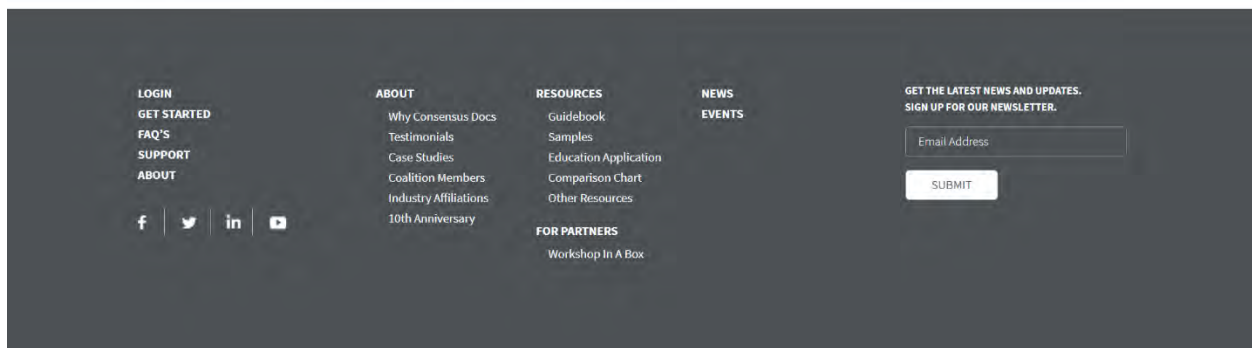 LOGIN
GET STARTED
FAQ'S
SUPPORT
ABOUT
ABOUT
Why Consensus Docs
Testimonials
Case Studies
Coalition Members
Industry Affiliations
10th Anniversary
RESOURCES
Guidebook
Samples
Education Application
Comparison Chart
Other Resources
FOR PARTNERS
Workshop In A Box
NEWS
EVENTS
GET THE LATEST NEWS AND UPDATES.
SIGN UP FOR OUR NEWSLETTER.
Email Address
SUBMIT